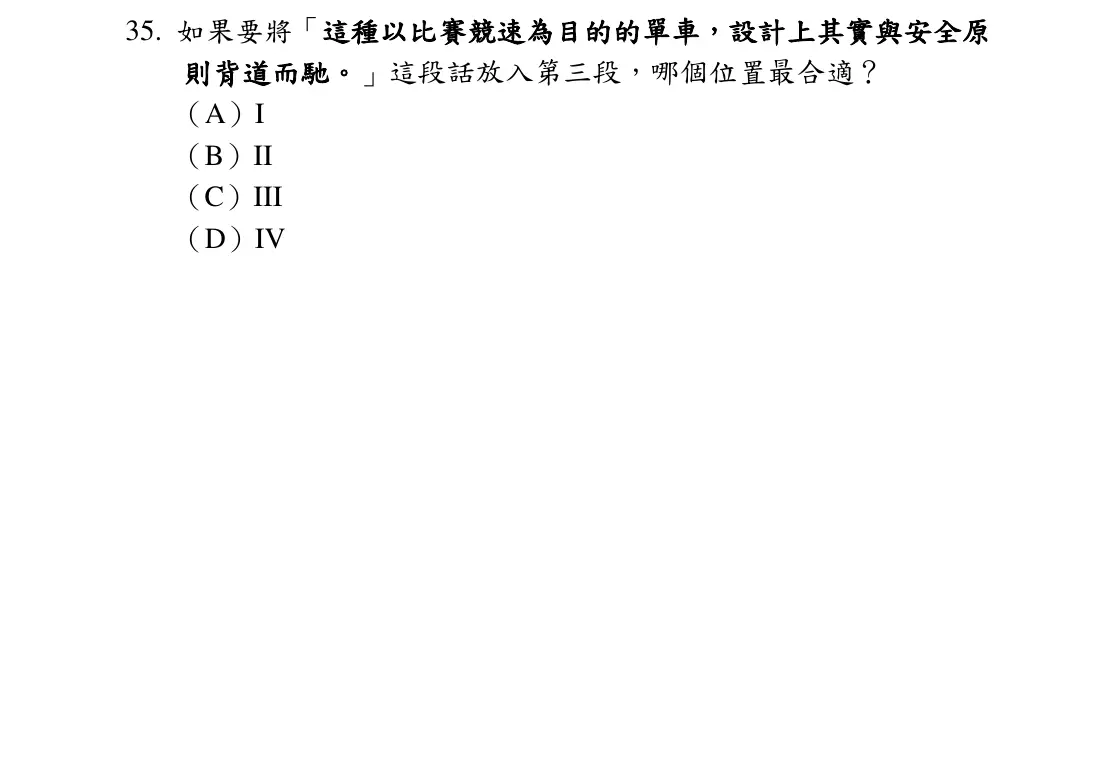 35. 如果要將「這種以比賽競速為目的的單車，設計上其實與安全原
則背道而馳。」這段話放入第三段，哪個位置最合適？
（A）I
（B）II
（C）III
（D）IV